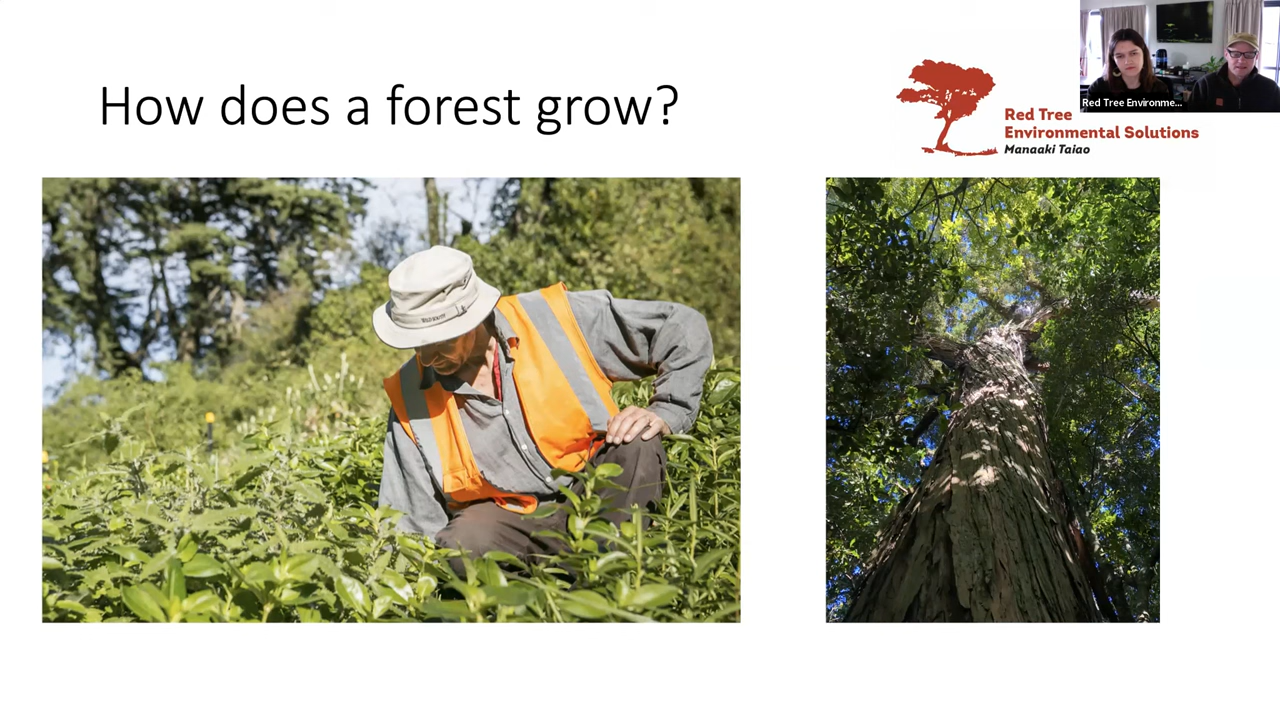 How does a forest grow?
Red Tree
Environmental Solutions
Manaaki Taiao
Red Tree Environme...